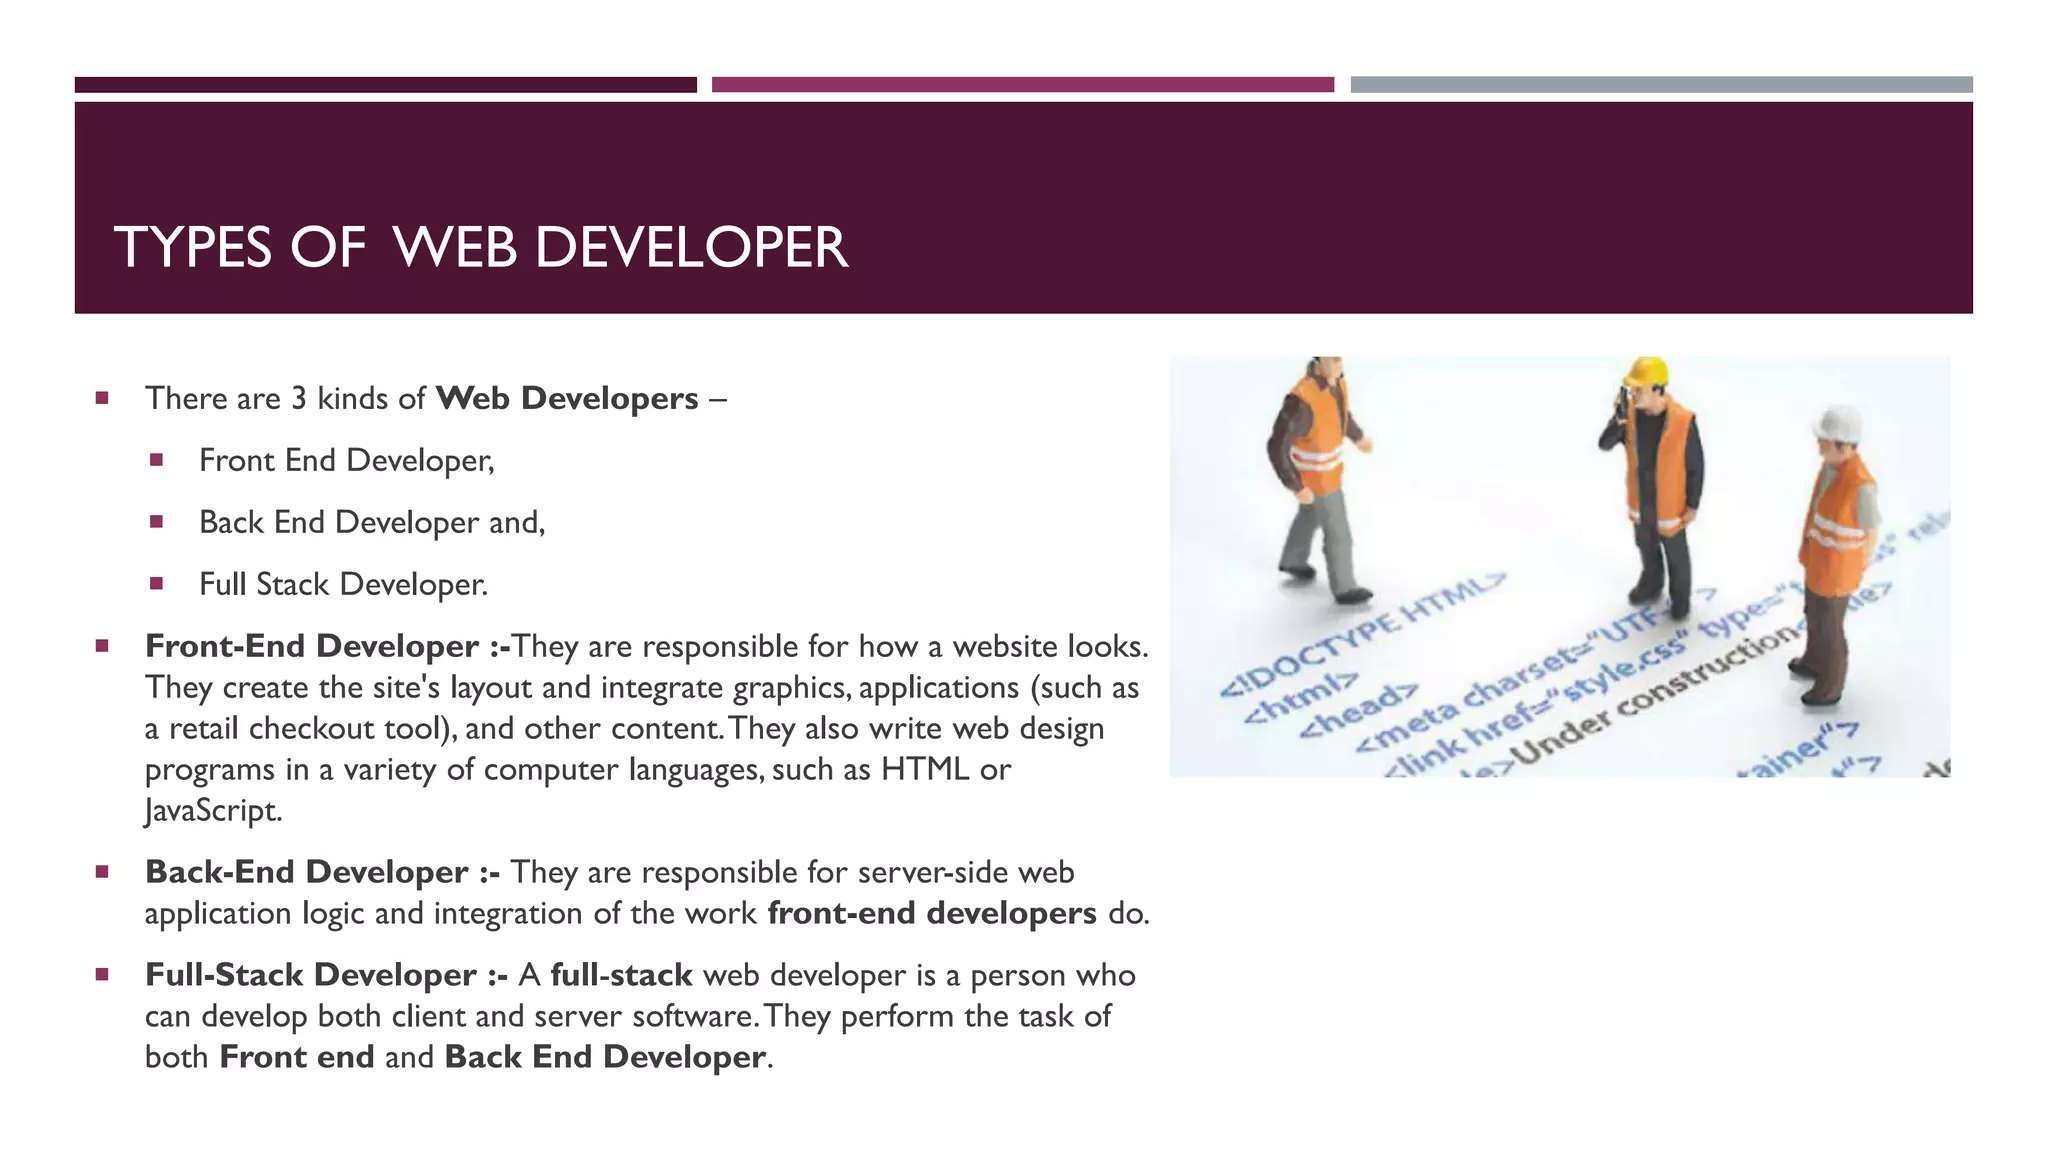 TYPES OF WEB DEVELOPER
▪ There are 3 kinds of Web Developers –
▪ Front End Developer,
▪ Back End Developer and,
▪ Full Stack Developer.
▪ Front-End Developer :-They are responsible for how a website looks.
They create the site's layout and integrate graphics, applications (such as
a retail checkout tool), and other content. They also write web design
programs in a variety of computer languages, such as HTML or
JavaScript.
▪ Back-End Developer :- They are responsible for server-side web
application logic and integration of the work front-end developers do.
▪ Full-Stack Developer :- A full-stack web developer is a person who
can develop both client and server software. They perform the task of
both Front end and Back End Developer.
<!DOCTYPE HTML>
<html>
<head>
<meta charset="UTF-
<link href="style.css" type="
>Under construction